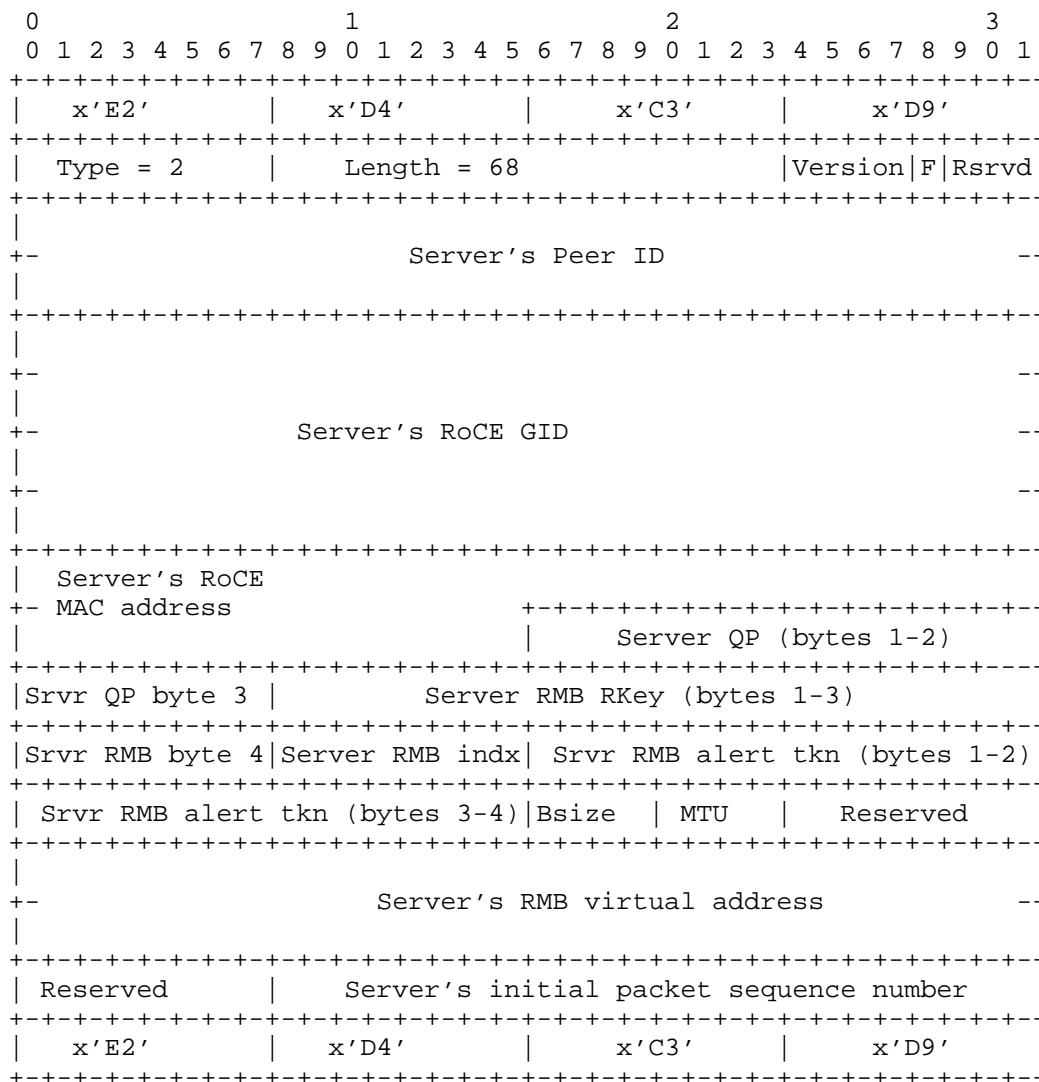 0 1 2 3
0 1 2 3 4 5 6 7 8 9 0 1 2 3 4 5 6 7 8 9 0 1 2 3 4 5 6 7 8 9 0 1
+-+-+-+-+-+-+-+-+-+-+-+-+-+-+-+-+-+-+-+-+-+-+-+-+-+-+-+-+-+-+-+--
| x'E2' | x'D4' | x'C3' | x'D9'
+-+-+-+-+-+-+-+-+-+-+-+-+-+-+-+-+-+-+-+-+-+-+-+-+-+-+-+-+-+-+-+--
| Type = 2 | Length = 68 |Version|F|Rsrvd
+-+-+-+-+-+-+-+-+-+-+-+-+-+-+-+-+-+-+-+-+-+-+-+-+-+-+-+-+-+-+-+--
|
+- Server's Peer ID --
|
+-+-+-+-+-+-+-+-+-+-+-+-+-+-+-+-+-+-+-+-+-+-+-+-+-+-+-+-+-+-+-+--
|
+- --
|
+- Server's RoCE GID --
|
+- --
|
+-+-+-+-+-+-+-+-+-+-+-+-+-+-+-+-+-+-+-+-+-+-+-+-+-+-+-+-+-+-+-+--
| Server's RoCE
+- MAC address +-+-+-+-+-+-+-+-+-+-+-+-+-+-+-+--
| | Server QP (bytes 1-2)
+-+-+-+-+-+-+-+-+-+-+-+-+-+-+-+-+-+-+-+-+-+-+-+-+-+-+-+-+-+-+----
|Srvr QP byte 3 | Server RMB RKey (bytes 1-3)
+-+-+-+-+-+-+-+-+-+-+-+-+-+-+-+-+-+-+-+-+-+-+-+-+-+-+-+-+-+-+-+--
|Srvr RMB byte 4|Server RMB indx| Srvr RMB alert tkn (bytes 1-2)
+-+-+-+-+-+-+-+-+-+-+-+-+-+-+-+-+-+-+-+-+-+-+-+-+-+-+-+-+-+-+-+--
| Srvr RMB alert tkn (bytes 3-4)|Bsize | MTU | Reserved
+-+-+-+-+-+-+-+-+-+-+-+-+-+-+-+-+-+-+-+-+-+-+-+-+-+-+-+-+-+-+-+--
|
+- Server's RMB virtual address --
|
+-+-+-+-+-+-+-+-+-+-+-+-+-+-+-+-+-+-+-+-+-+-+-+-+-+-+-+-+-+-+-+--
| Reserved | Server's initial packet sequence number
+-+-+-+-+-+-+-+-+-+-+-+-+-+-+-+-+-+-+-+-+-+-+-+-+-+-+-+-+-+-+-+--
| x'E2' | x'D4' | x'C3' | x'D9'
+-+-+-+-+-+-+-+-+-+-+-+-+-+-+-+-+-+-+-+-+-+-+-+-+-+-+-+-+-+-+-+--